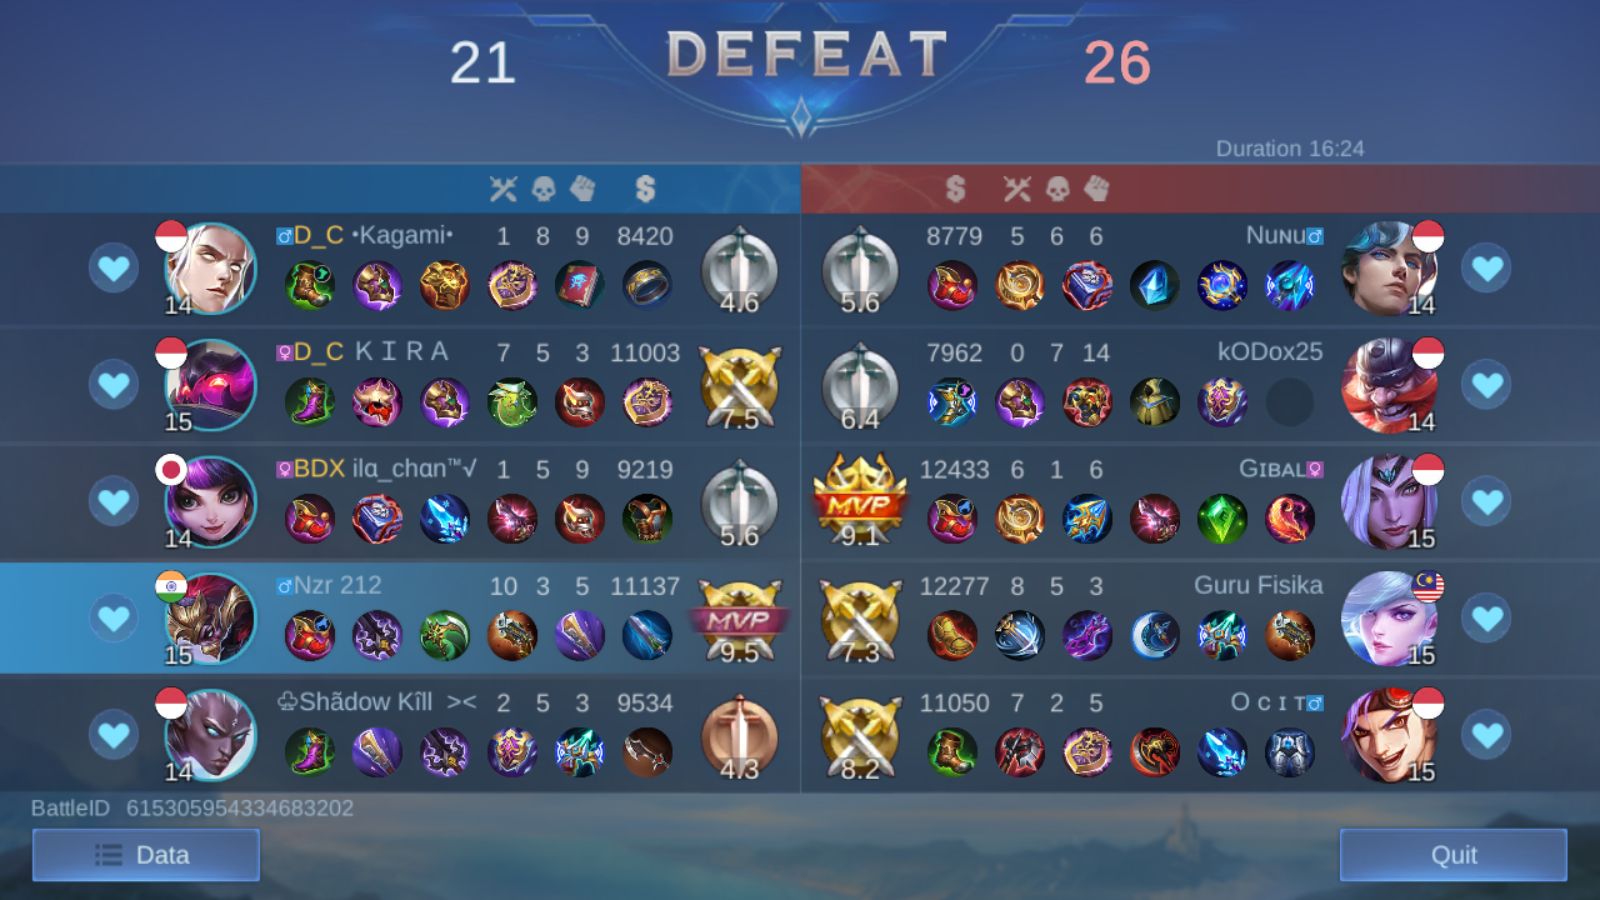 21 DEFEAT 26
Duration 16:24
D_C •Kagami• 1 8 9 8420
14 4.6
8779 5 6 6 Nunu
5.6 14
D_C K I R A 7 5 3 11003
15 7.5
7962 0 7 14 kODox25
6.4 14
BDX ilα_chαn™√ 1 5 9 9219
14 5.6
12433 6 1 6 GIBAL
MVP
9.1 15
Nzr 212 10 3 5 11137
MVP
15 9.5
12277 8 5 3 Guru Fisika
7.3 15
♧Shãdow Kîll >< 2 5 3 9534
14 4.3
11050 7 2 5 O c ɪ ᴛ
8.2 15
BattleID 615305954334683202
Data Quit